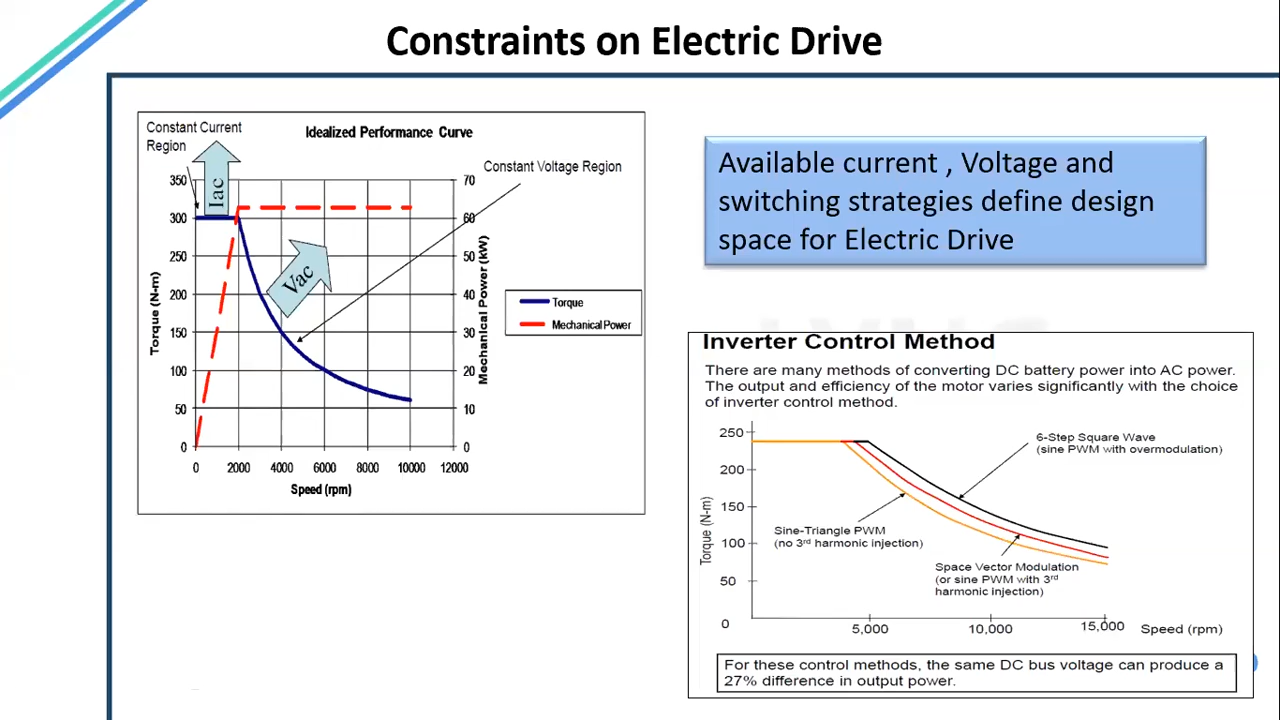 Constraints on Electric Drive
Constant Current
Region
Idealized Performance Curve
Constant Voltage Region
Iac
Vac
350
300
250
200
150
100
50
0
70
60
50
40
30
20
10
0
Torque (N-m)
Mechanical Power (kW)
0 2000 4000 6000 8000 10000 12000
Speed (rpm)
Torque
Mechanical Power
Available current , Voltage and
switching strategies define design
space for Electric Drive
Inverter Control Method
There are many methods of converting DC battery power into AC power.
The output and efficiency of the motor varies significantly with the choice
of inverter control method.
250
200
150
100
50
0
Torque (N-m)
6-Step Square Wave
(sine PWM with overmodulation)
Sine-Triangle PWM
(no 3rd harmonic injection)
Space Vector Modulation
(or sine PWM with 3rd
harmonic injection)
5,000 10,000 15,000 Speed (rpm)
For these control methods, the same DC bus voltage can produce a
27% difference in output power.